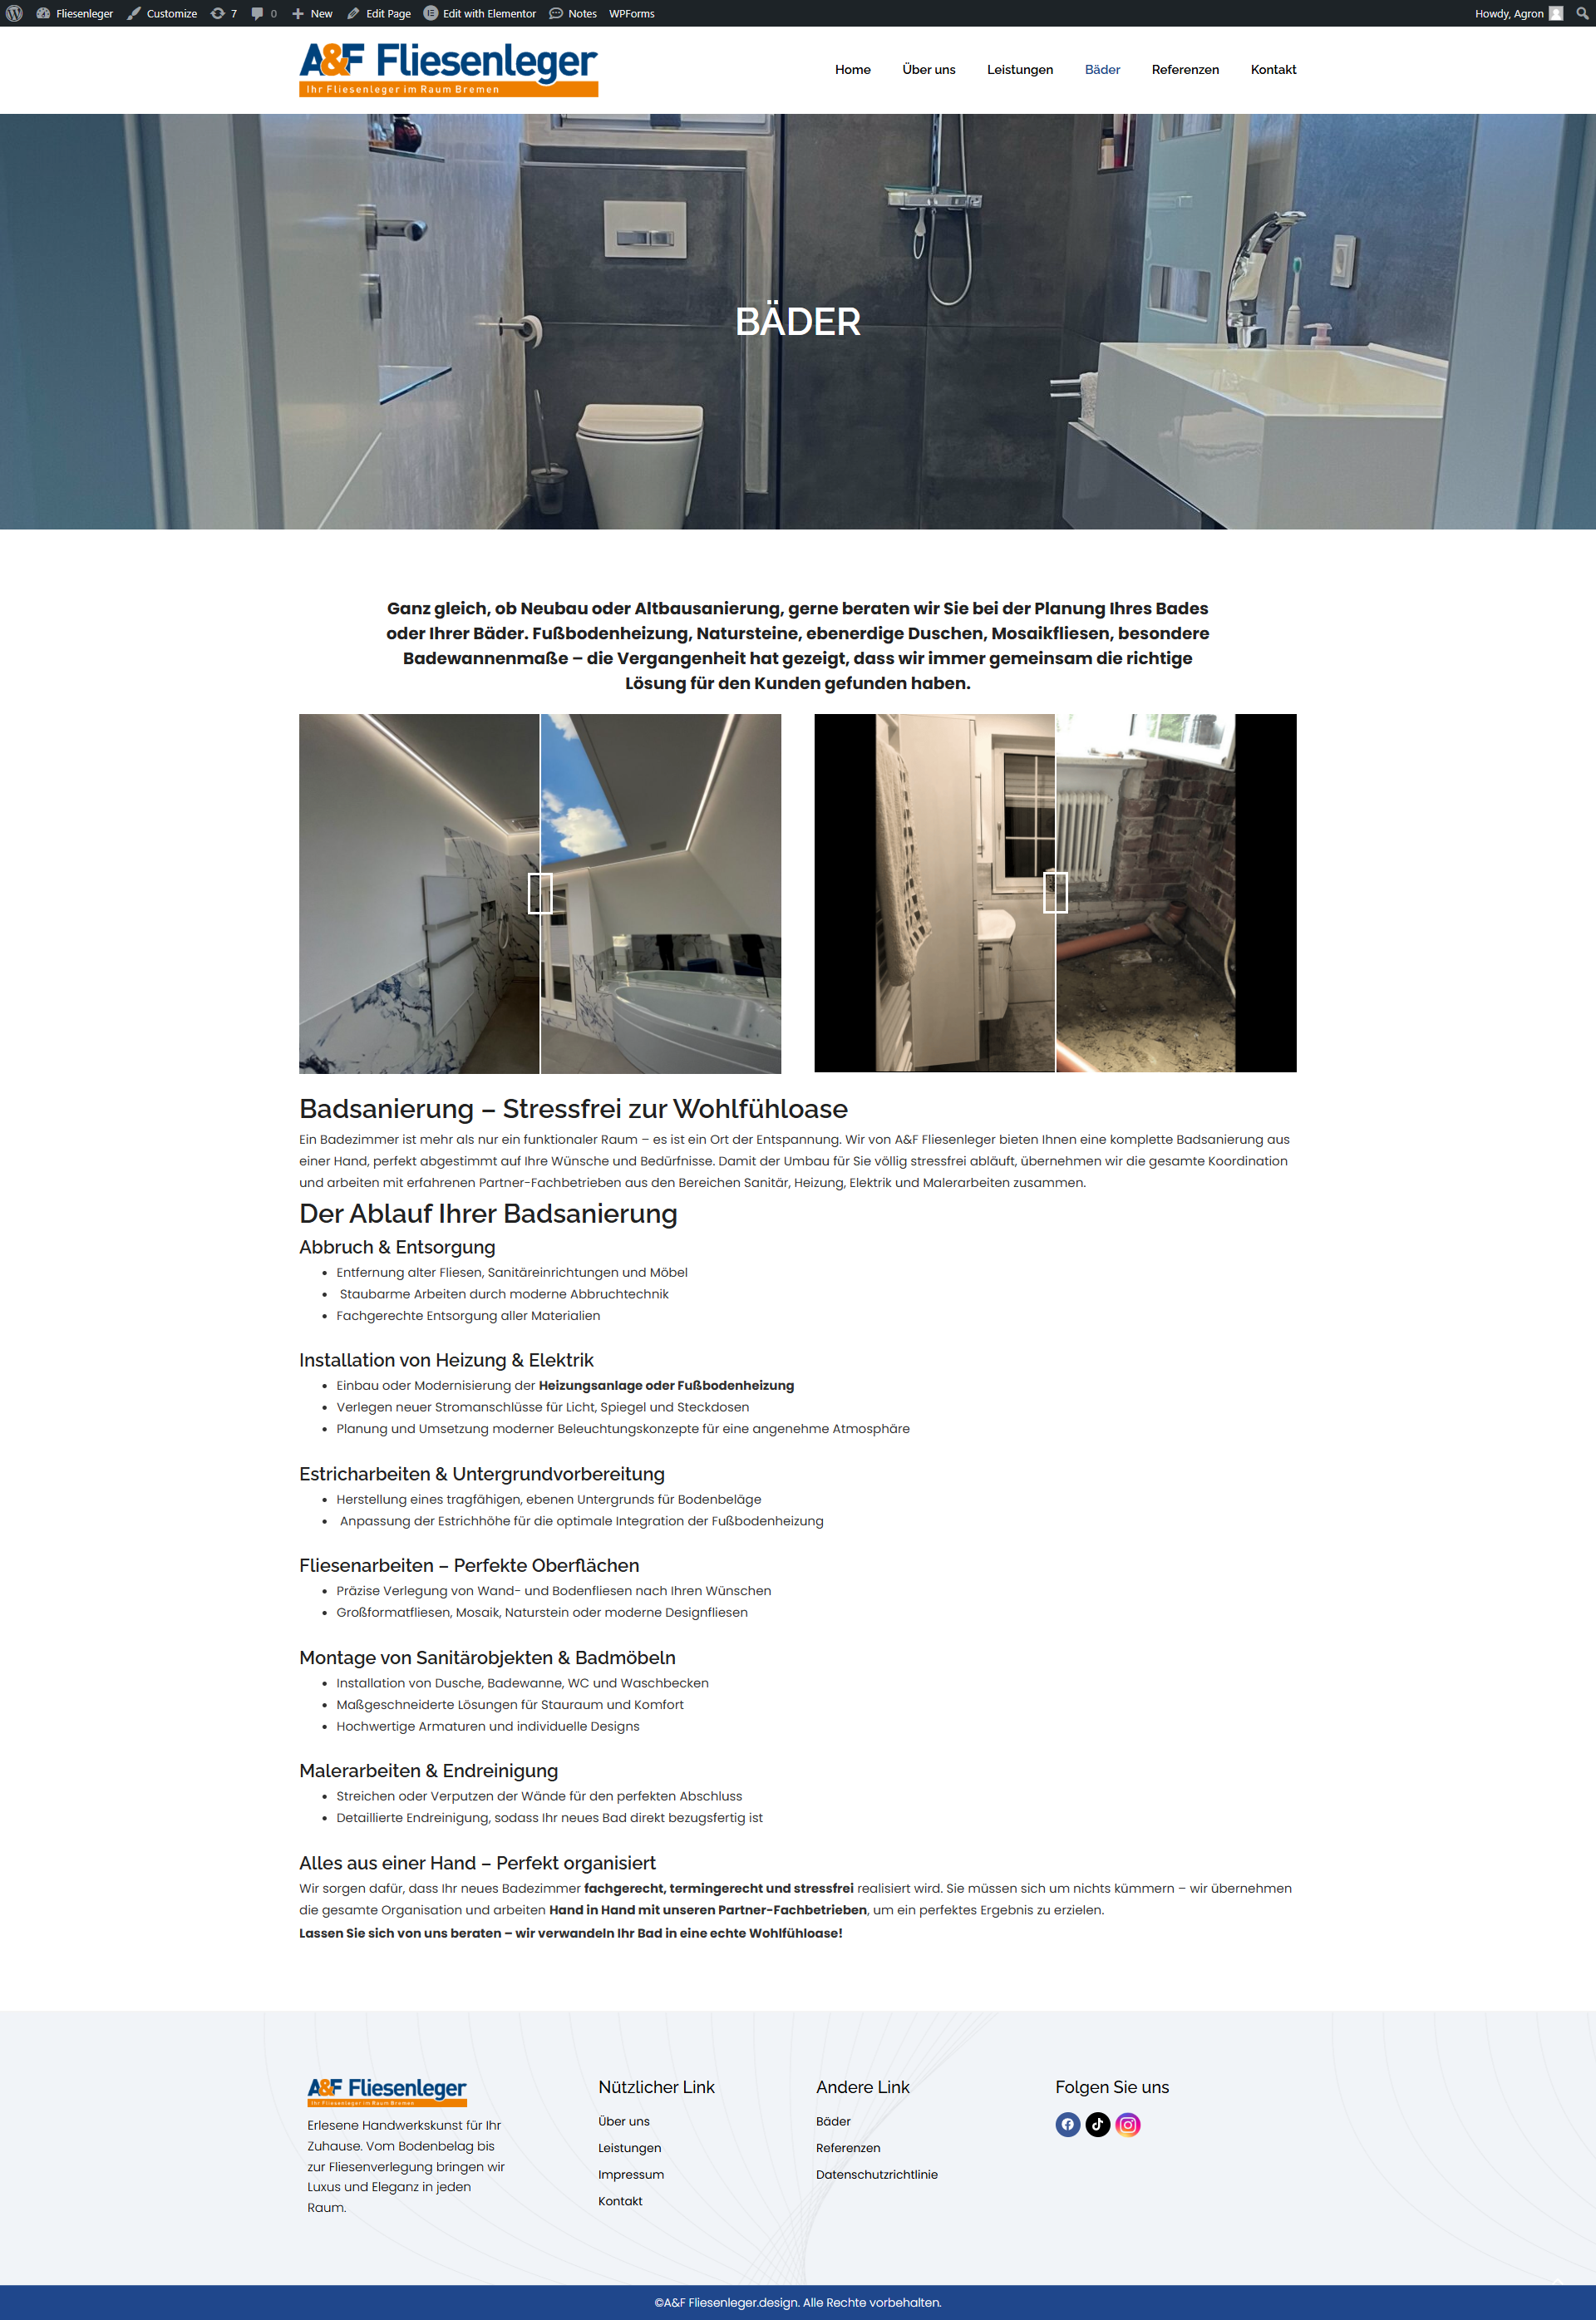 Fliesenleger Customize 7 0 New Edit Page Edit with Elementor Notes WPForms Howdy, Agron
A&F Fliesenleger
Ihr Fliesenleger im Raum Bremen
Home Über uns Leistungen Bäder Referenzen Kontakt
BÄDER
Ganz gleich, ob Neubau oder Altbausanierung, gerne beraten wir Sie bei der Planung Ihres Bades
oder Ihrer Bäder. Fußbodenheizung, Natursteine, ebenerdige Duschen, Mosaikfliesen, besondere
Badewannenmaße – die Vergangenheit hat gezeigt, dass wir immer gemeinsam die richtige
Lösung für den Kunden gefunden haben.
Badsanierung – Stressfrei zur Wohlfühloase
Ein Badezimmer ist mehr als nur ein funktionaler Raum – es ist ein Ort der Entspannung. Wir von A&F Fliesenleger bieten Ihnen eine komplette Badsanierung aus
einer Hand, perfekt abgestimmt auf Ihre Wünsche und Bedürfnisse. Damit der Umbau für Sie völlig stressfrei abläuft, übernehmen wir die gesamte Koordination
und arbeiten mit erfahrenen Partner-Fachbetrieben aus den Bereichen Sanitär, Heizung, Elektrik und Malerarbeiten zusammen.
Der Ablauf Ihrer Badsanierung
Abbruch & Entsorgung
• Entfernung alter Fliesen, Sanitäreinrichtungen und Möbel
• Staubarme Arbeiten durch moderne Abbruchtechnik
• Fachgerechte Entsorgung aller Materialien
Installation von Heizung & Elektrik
• Einbau oder Modernisierung der Heizungsanlage oder Fußbodenheizung
• Verlegen neuer Stromanschlüsse für Licht, Spiegel und Steckdosen
• Planung und Umsetzung moderner Beleuchtungskonzepte für eine angenehme Atmosphäre
Estricharbeiten & Untergrundvorbereitung
• Herstellung eines tragfähigen, ebenen Untergrunds für Bodenbeläge
• Anpassung der Estrichhöhe für die optimale Integration der Fußbodenheizung
Fliesenarbeiten – Perfekte Oberflächen
• Präzise Verlegung von Wand- und Bodenfliesen nach Ihren Wünschen
• Großformatfliesen, Mosaik, Naturstein oder moderne Designfliesen
Montage von Sanitärobjekten & Badmöbeln
• Installation von Dusche, Badewanne, WC und Waschbecken
• Maßgeschneiderte Lösungen für Stauraum und Komfort
• Hochwertige Armaturen und individuelle Designs
Malerarbeiten & Endreinigung
• Streichen oder Verputzen der Wände für den perfekten Abschluss
• Detaillierte Endreinigung, sodass Ihr neues Bad direkt bezugsfertig ist
Alles aus einer Hand – Perfekt organisiert
Wir sorgen dafür, dass Ihr neues Badezimmer fachgerecht, termingerecht und stressfrei realisiert wird. Sie müssen sich um nichts kümmern – wir übernehmen
die gesamte Organisation und arbeiten Hand in Hand mit unseren Partner-Fachbetrieben, um ein perfektes Ergebnis zu erzielen.
Lassen Sie sich von uns beraten – wir verwandeln Ihr Bad in eine echte Wohlfühloase!
A&F Fliesenleger
Ihr Fliesenleger im Raum Bremen
Erlesene Handwerkskunst für Ihr
Zuhause. Vom Bodenbelag bis
zur Fliesenverlegung bringen wir
Luxus und Eleganz in jeden
Raum.
Nützlicher Link
Über uns
Leistungen
Impressum
Kontakt
Andere Link
Bäder
Referenzen
Datenschutzrichtlinie
Folgen Sie uns
©A&F Fliesenleger.design. Alle Rechte vorbehalten.